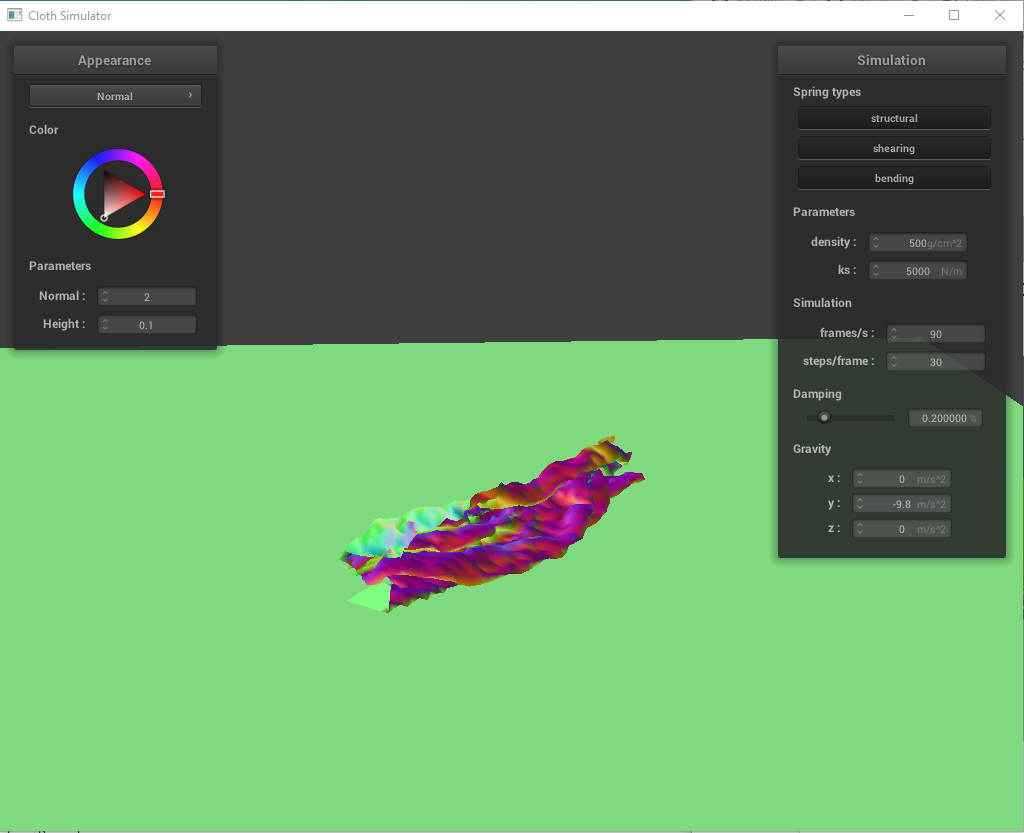 Cloth Simulator
Appearance
Normal
Color
Parameters
Normal : 2
Height : 0.1
Simulation
Spring types
structural
shearing
bending
Parameters
density : 500 g/cm^2
ks : 5000 N/m
Simulation
frames/s : 90
steps/frame : 30
Damping
0.200000 %
Gravity
x : 0 m/s^2
y : -9.8 m/s^2
z : 0 m/s^2